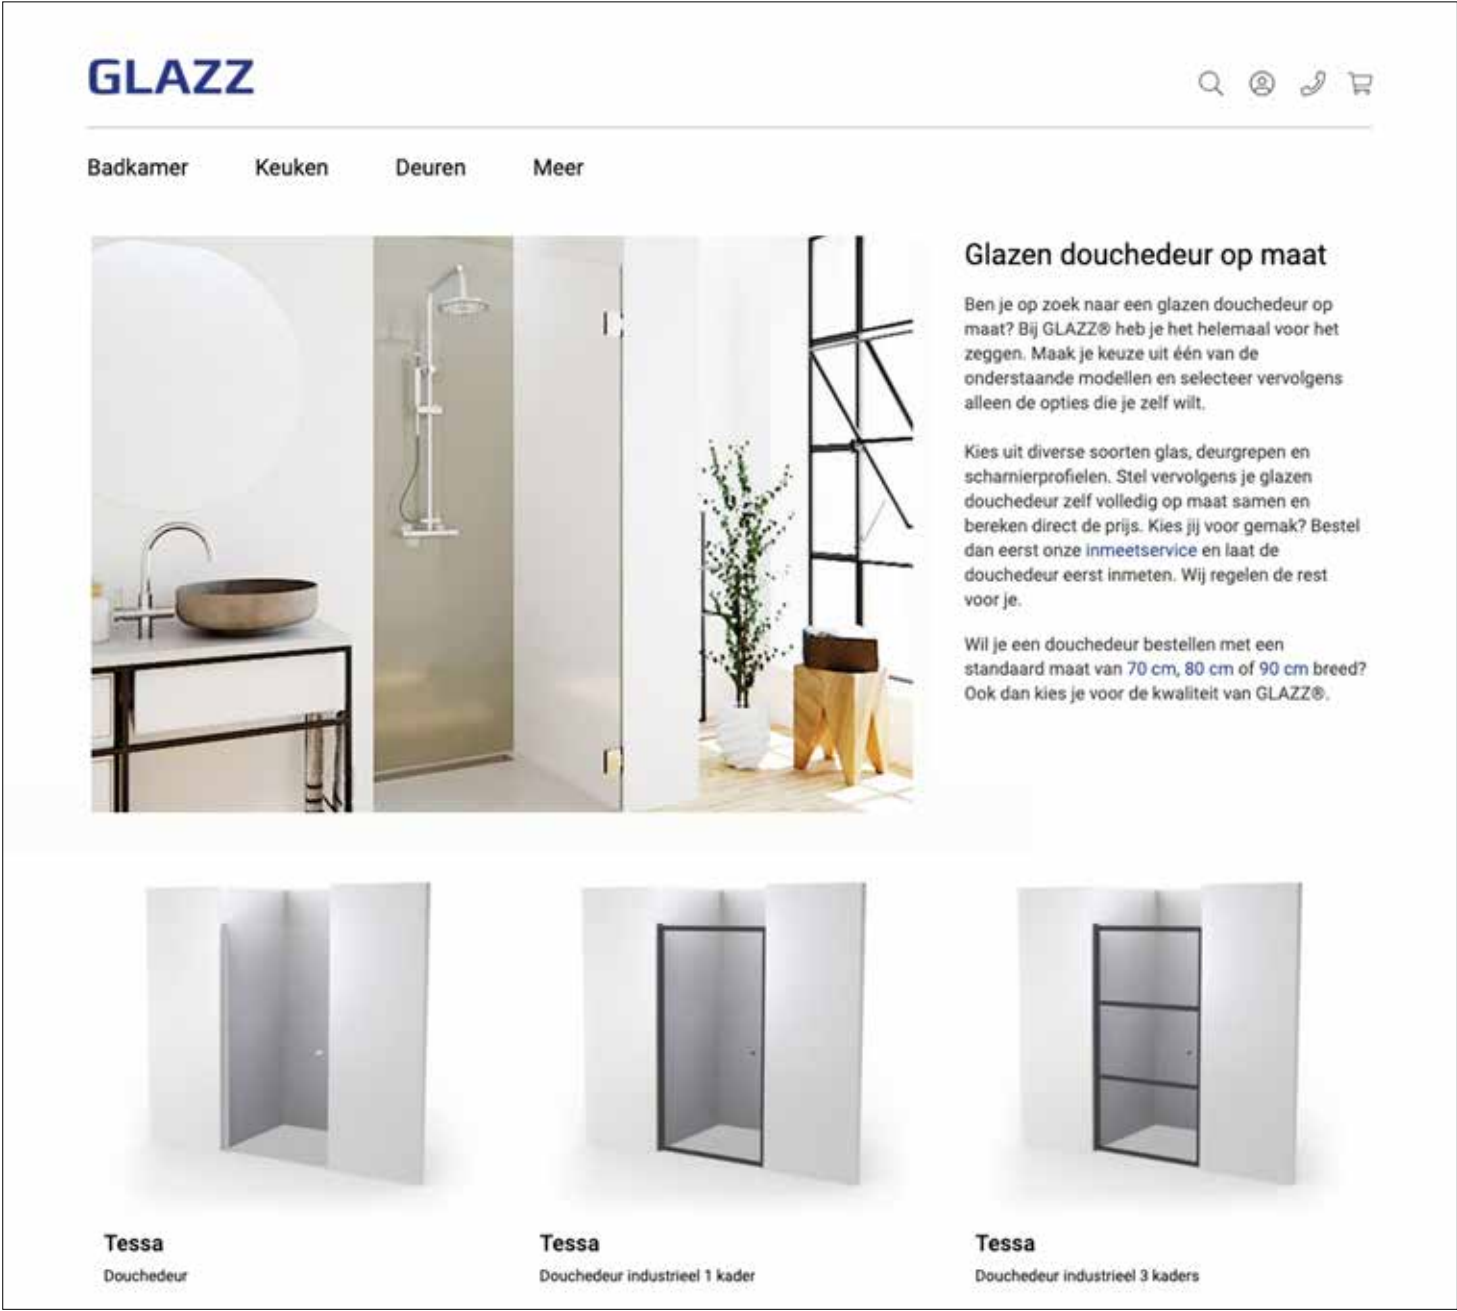 GLAZZ
Badkamer Keuken Deuren Meer
Glazen douchedeur op maat
Ben je op zoek naar een glazen douchedeur op
maat? Bij GLAZZ® heb je het helemaal voor het
zeggen. Maak je keuze uit één van de
onderstaande modellen en selecteer vervolgens
alleen de opties die je zelf wilt.
Kies uit diverse soorten glas, deurgrepen en
scharnierprofielen. Stel vervolgens je glazen
douchedeur zelf volledig op maat samen en
bereken direct de prijs. Kies jij voor gemak? Bestel
dan eerst onze inmeetservice en laat de
douchedeur eerst inmeten. Wij regelen de rest
voor je.
Wil je een douchedeur bestellen met een
standaard maat van 70 cm, 80 cm of 90 cm breed?
Ook dan kies je voor de kwaliteit van GLAZZ®.
Tessa
Douchedeur
Tessa
Douchedeur industrieel 1 kader
Tessa
Douchedeur industrieel 3 kaders